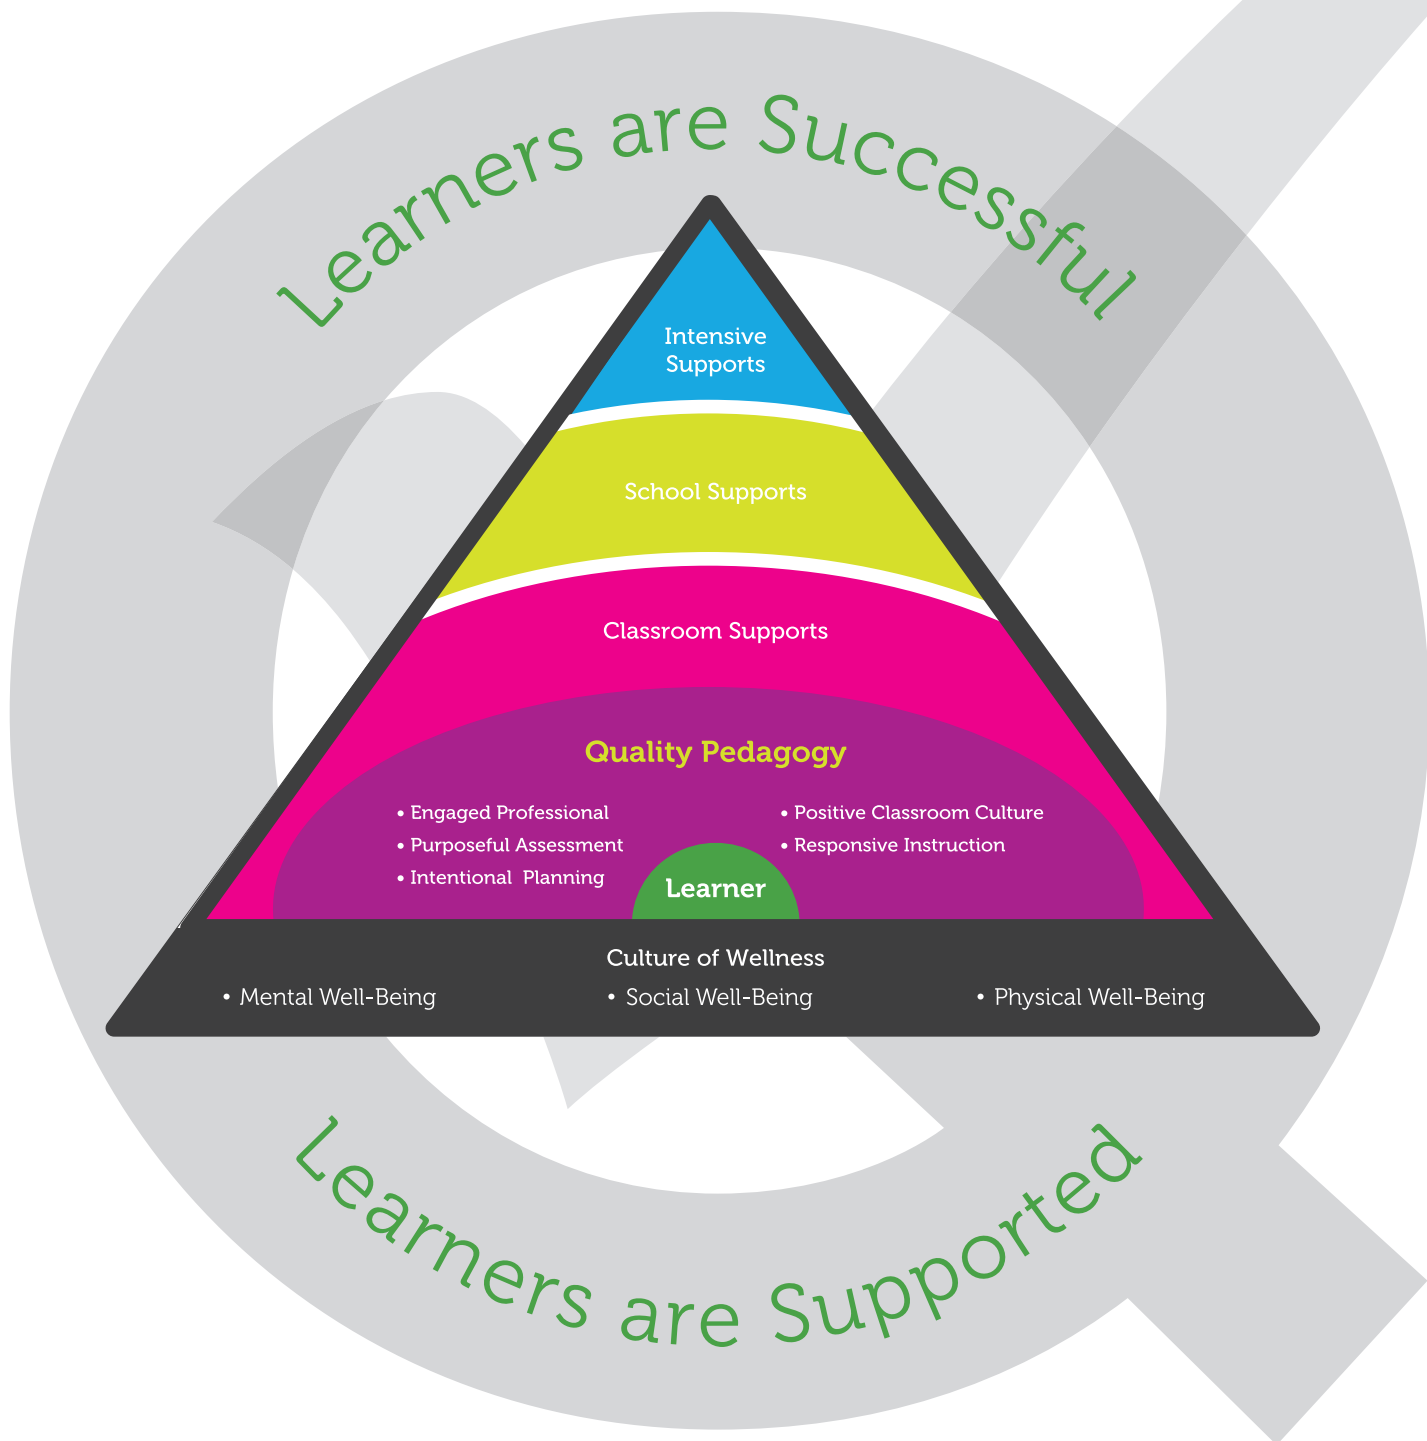 Learners are Successful
Intensive
Supports
School Supports
Classroom Supports
Quality Pedagogy
• Engaged Professional
• Purposeful Assessment
• Intentional Planning
• Positive Classroom Culture
• Responsive Instruction
Learner
Culture of Wellness
• Mental Well-Being
• Social Well-Being
• Physical Well-Being
Learners are Supported